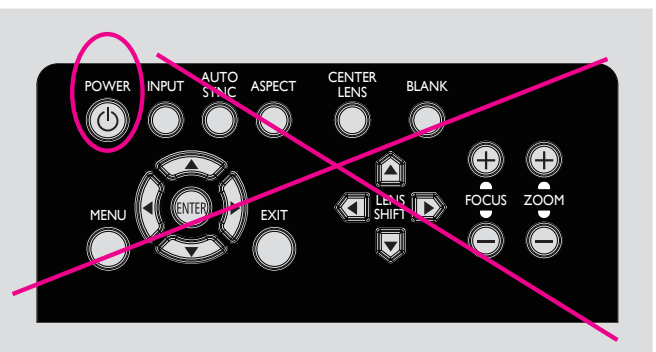 POWER
INPUT
AUTO
SYNC
ASPECT
CENTER
LENS
BLANK
MENU
ENTER
EXIT
LENS
SHIFT
FOCUS
ZOOM